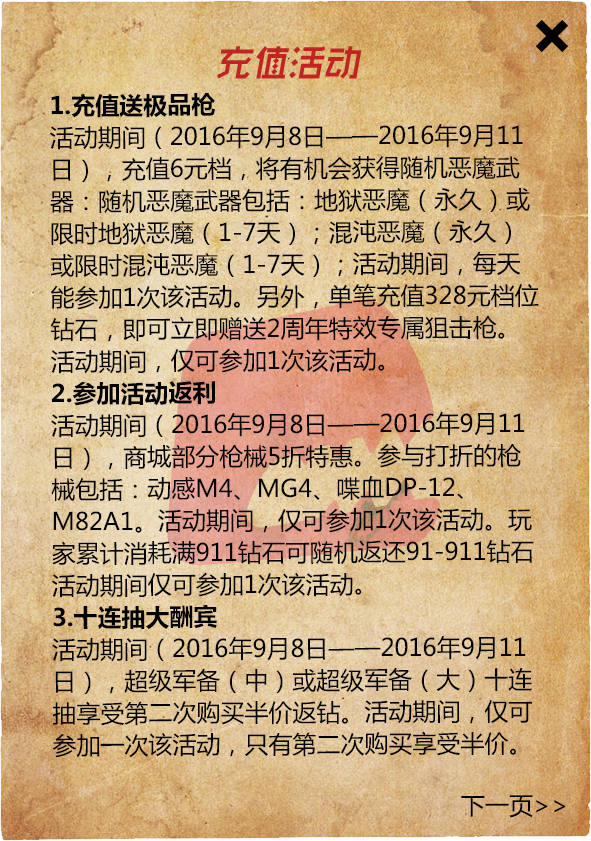 充值活动
1.充值送极品枪
活动期间（2016年9月8日——2016年9月11
日），充值6元档，将有机会获得随机恶魔武
器：随机恶魔武器包括：地狱恶魔（永久）或
限时地狱恶魔（1-7天）；混沌恶魔（永久）
或限时混沌恶魔（1-7天）；活动期间，每天
能参加1次该活动。另外，单笔充值328元档位
钻石，即可立即赠送2周年特效专属狙击枪。
活动期间，仅可参加1次该活动。
2.参加活动返利
活动期间（2016年9月8日——2016年9月11
日），商城部分枪械5折特惠。参与打折的枪
械包括：动感M4、MG4、喋血DP-12、
M82A1。活动期间，仅可参加1次该活动。玩
家累计消耗满911钻石可随机返还91-911钻石
活动期间仅可参加1次该活动。
3.十连抽大酬宾
活动期间（2016年9月8日——2016年9月11
日），超级军备（中）或超级军备（大）十连
抽享受第二次购买半价返钻。活动期间，仅可
参加一次该活动，只有第二次购买享受半价。
下一页>>